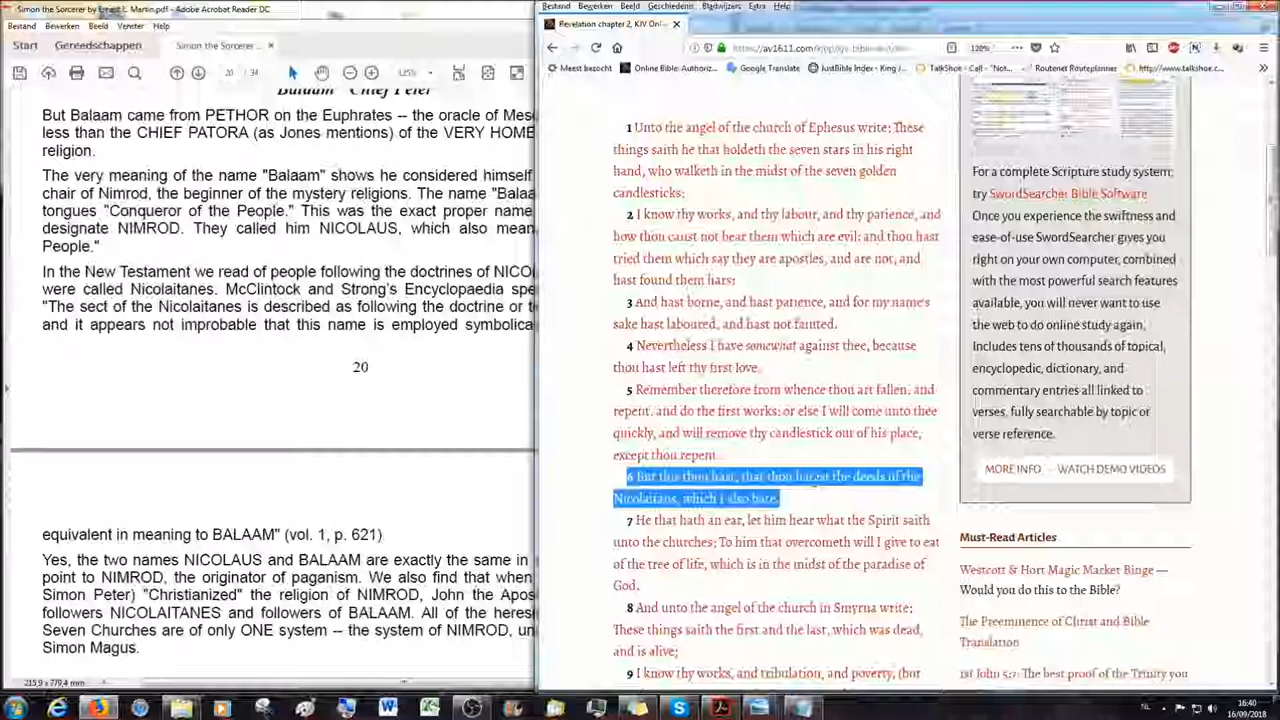 Simon the Sorcerer by Ernest L. Martin.pdf - Adobe Acrobat Reader DC
Bestand Bewerken Beeld Venster Help
Start Gereedschappen Simon the Sorcerer ... ×
20 / 34 125%
Balaam - Chief Peter
But Balaam came from PETHOR on the Euphrates -- the oracle of Mes
less than the CHIEF PATORA (as Jones mentions) of the VERY HOME
religion.
The very meaning of the name "Balaam" shows he considered himself
chair of Nimrod, the beginner of the mystery religions. The name "Balaa
tongues "Conqueror of the People." This was the exact proper name
designate NIMROD. They called him NICOLAUS, which also mean
People."
In the New Testament we read of people following the doctrines of NICO
were called Nicolaitanes. McClintock and Strong's Encyclopaedia spe
"The sect of the Nicolaitanes is described as following the doctrine or t
and it appears not improbable that this name is employed symbolica
20
equivalent in meaning to BALAAM" (vol. 1, p. 621)
Yes, the two names NICOLAUS and BALAAM are exactly the same in
point to NIMROD, the originator of paganism. We also find that when
Simon Peter) "Christianized" the religion of NIMROD, John the Apos
followers NICOLAITANES and followers of BALAAM. All of the heres
Seven Churches are of only ONE system -- the system of NIMROD, un
Simon Magus.
215,9 x 779,4 mm
Bestand Bewerken Beeld Geschiedenis Bladwijzers Extra Help
Revelation chapter 2, KJV Onl ×
120%
Meest bezocht Online Bible: Authoriz... Google Translate JustBible Index - King J... TalkShoe - Call - "Not... Routenet Routeplanner http://www.talkshoe.c...
1 Unto the angel of the church of Ephesus write; These
things saith he that holdeth the seven stars in his right
hand, who walketh in the midst of the seven golden
candlesticks;
2 I know thy works, and thy labour, and thy patience, and
how thou canst not bear them which are evil: and thou hast
tried them which say they are apostles, and are not, and
hast found them liars:
3 And hast borne, and hast patience, and for my name's
sake hast laboured, and hast not fainted.
4 Nevertheless I have somewhat against thee, because
thou hast left thy first love.
5 Remember therefore from whence thou art fallen, and
repent, and do the first works; or else I will come unto thee
quickly, and will remove thy candlestick out of his place,
except thou repent.
6 But this thou hast, that thou hatest the deeds of the
Nicolaitans, which I also hate.
7 He that hath an ear, let him hear what the Spirit saith
unto the churches; To him that overcometh will I give to eat
of the tree of life, which is in the midst of the paradise of
God.
8 And unto the angel of the church in Smyrna write;
These things saith the first and the last, which was dead,
and is alive;
9 I know thy works, and tribulation, and poverty, (but
For a complete Scripture study system,
try SwordSearcher Bible Software
Once you experience the swiftness and
ease-of-use SwordSearcher gives you
right on your own computer, combined
with the most powerful search features
available, you will never want to use
the web to do online study again.
Includes tens of thousands of topical,
encyclopedic, dictionary, and
commentary entries all linked to
verses, fully searchable by topic or
verse reference.
MORE INFO WATCH DEMO VIDEOS
Must-Read Articles
Westcott & Hort Magic Marker Binge —
Would you do this to the Bible?
The Preeminence of Christ and Bible
Translation
1st John 5:7: The best proof of the Trinity you
NL 16:40
16/09/2018